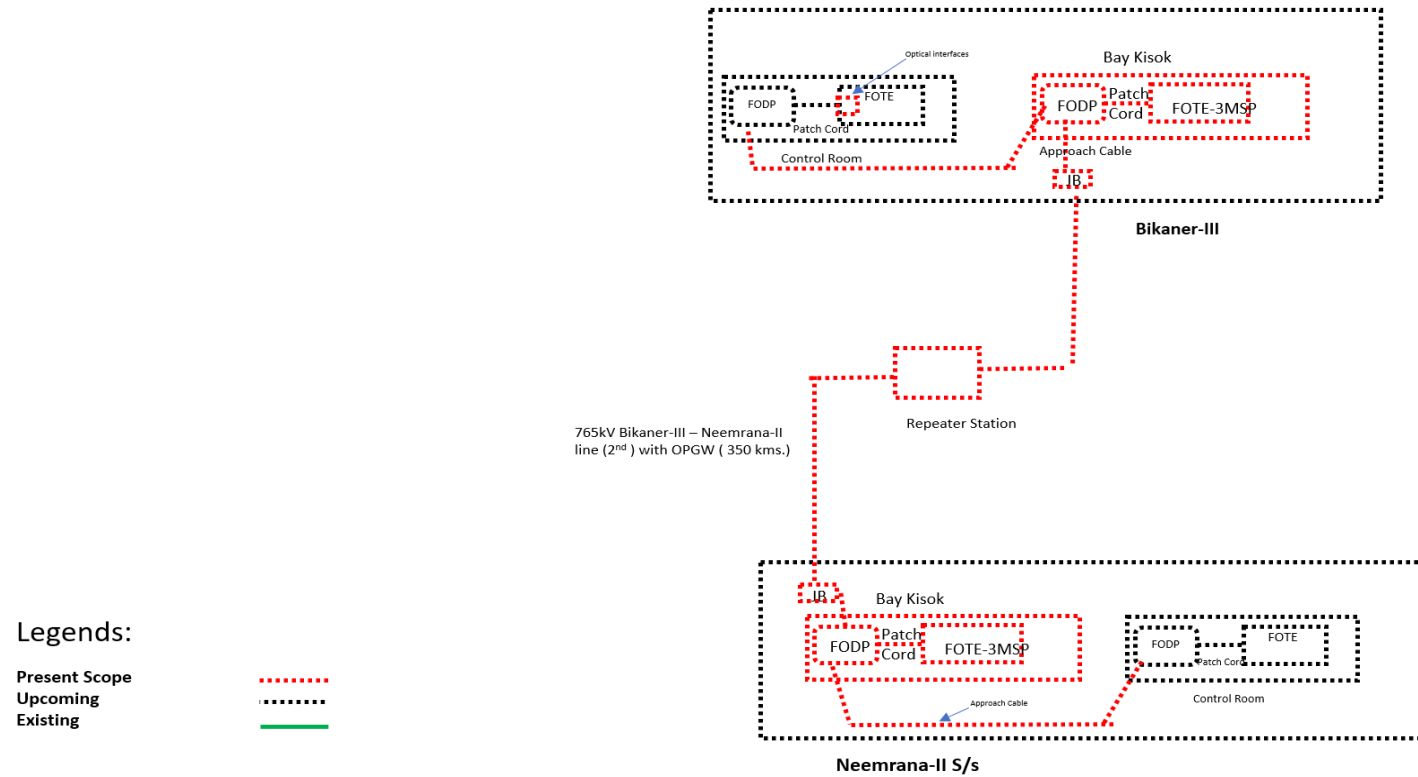 Optical interfaces
Bay Kisok
FODP
FOTE
Patch Cord
Control Room
FODP
Patch
Cord
FOTE-3MSP
Approach Cable
JB
Bikaner-III
Repeater Station
765kV Bikaner-III – Neemrana-II
line (2nd ) with OPGW ( 350 kms.)
JB
Bay Kisok
FODP
Patch
Cord
FOTE-3MSP
FODP
FOTE
Patch Cord
Control Room
Approach Cable
Neemrana-II S/s
Legends:
Present Scope
Upcoming
Existing